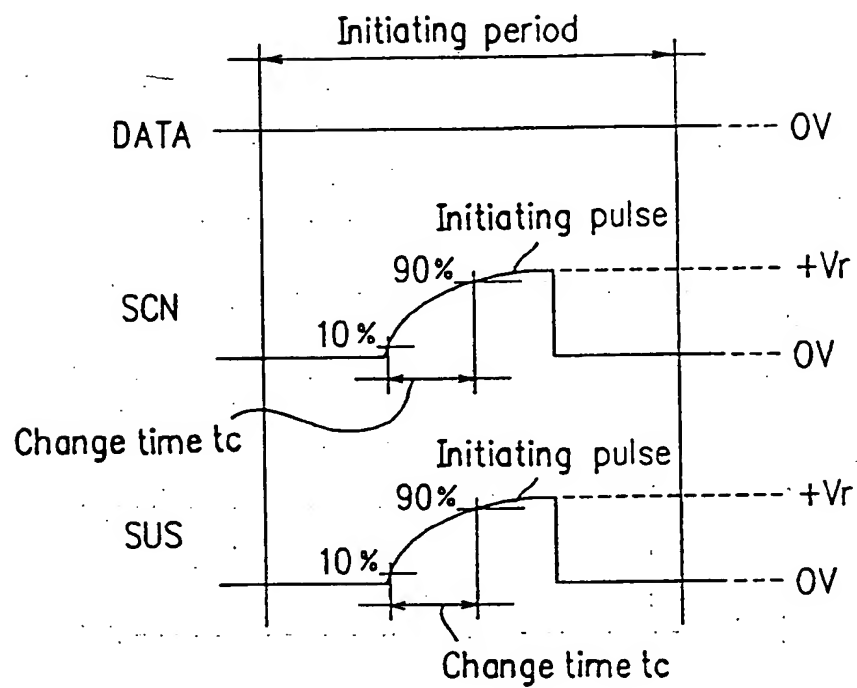 Initiating period
DATA
0V
Initiating pulse
90%
+Vr
SCN
10%
0V
Change time tc
Initiating pulse
90%
+Vr
SUS
10%
0V
Change time tc